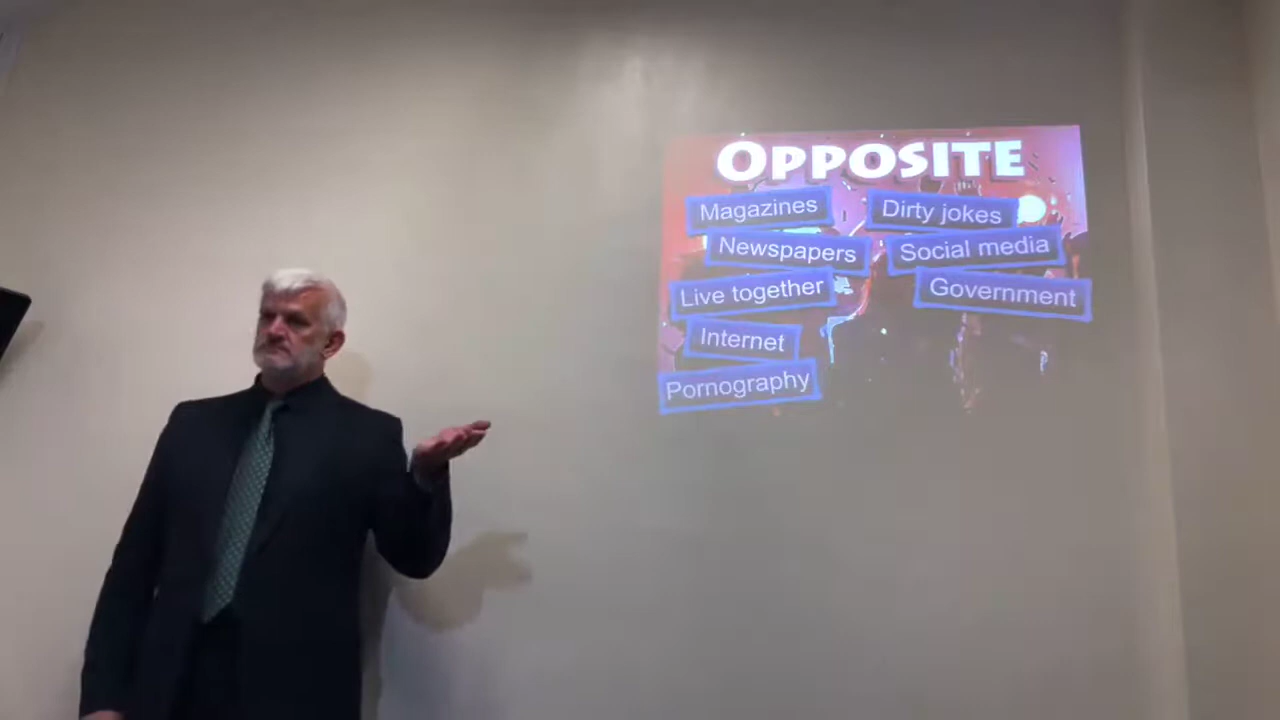 OPPOSITE
Magazines
Newspapers
Live together
Internet
Pornography
Dirty jokes
Social media
Government